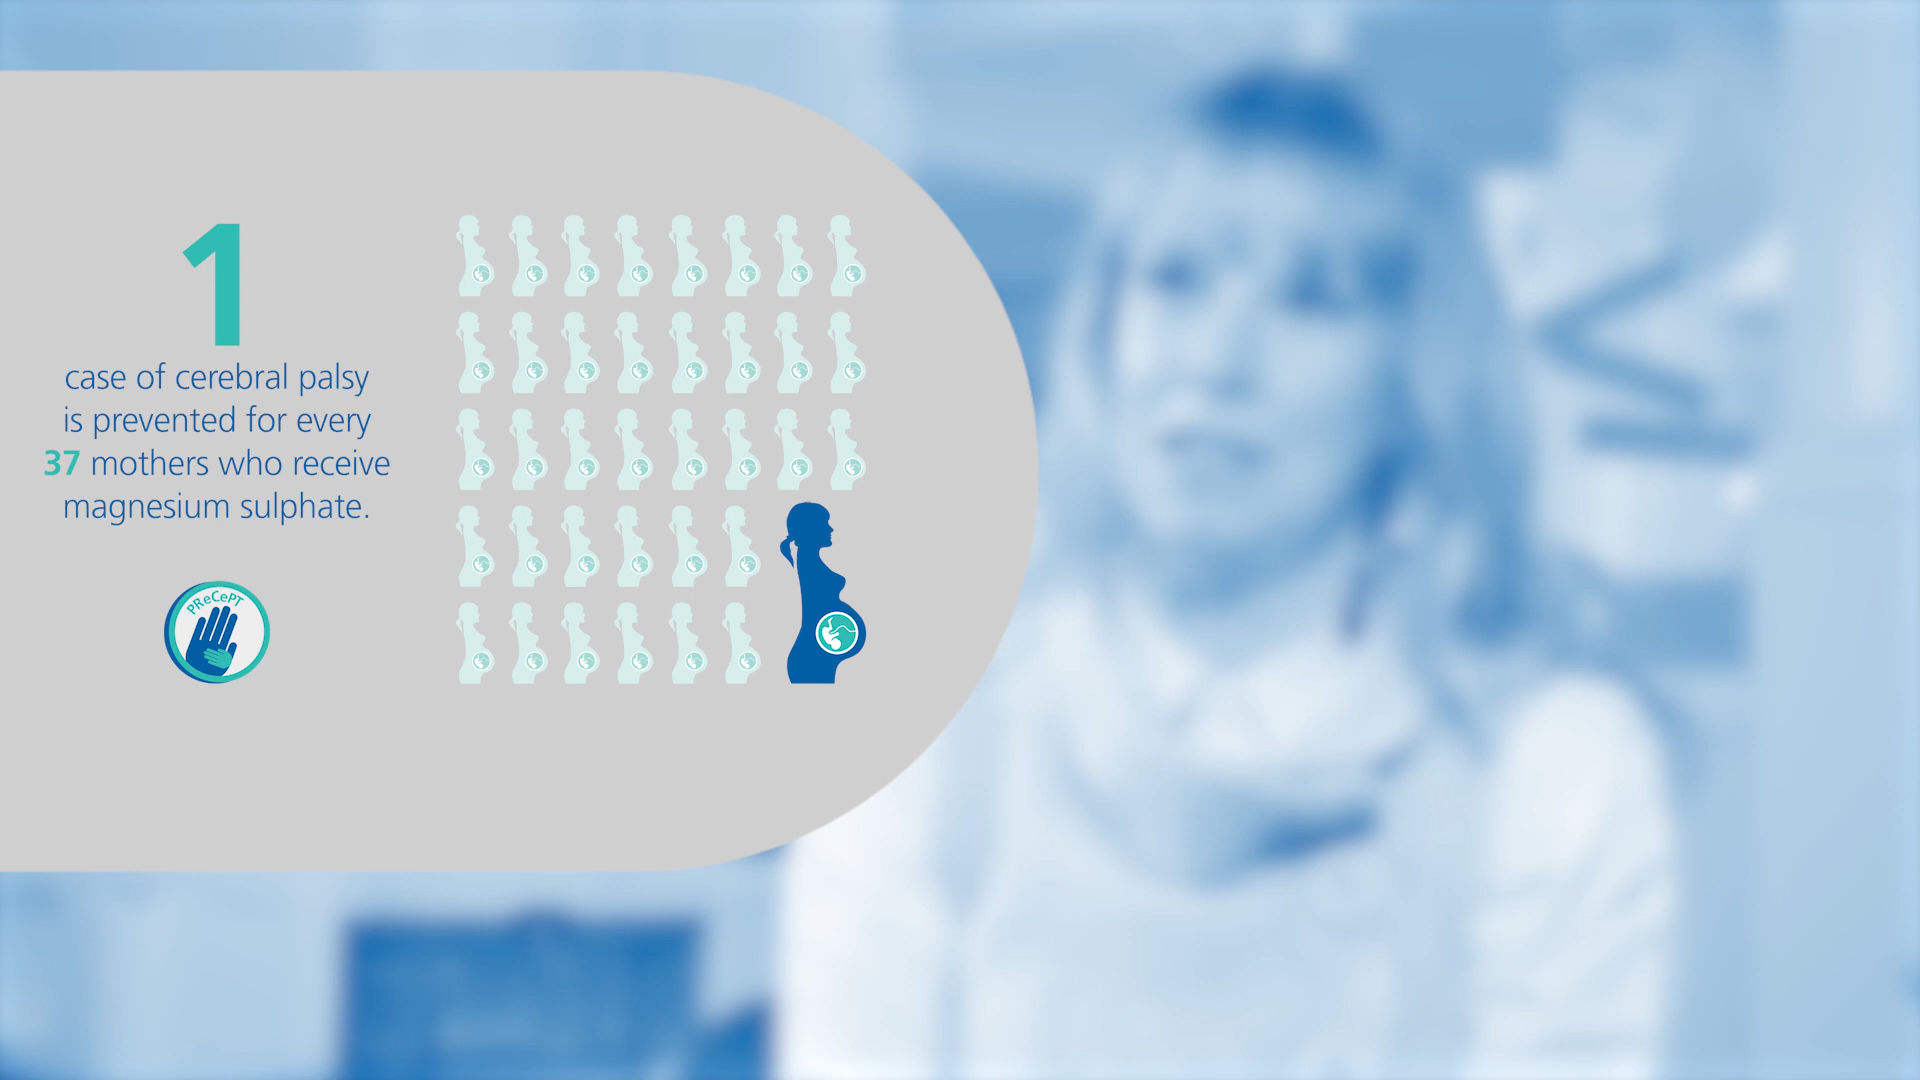 1
case of cerebral palsy
is prevented for every
37 mothers who receive
magnesium sulphate.
PReCePT